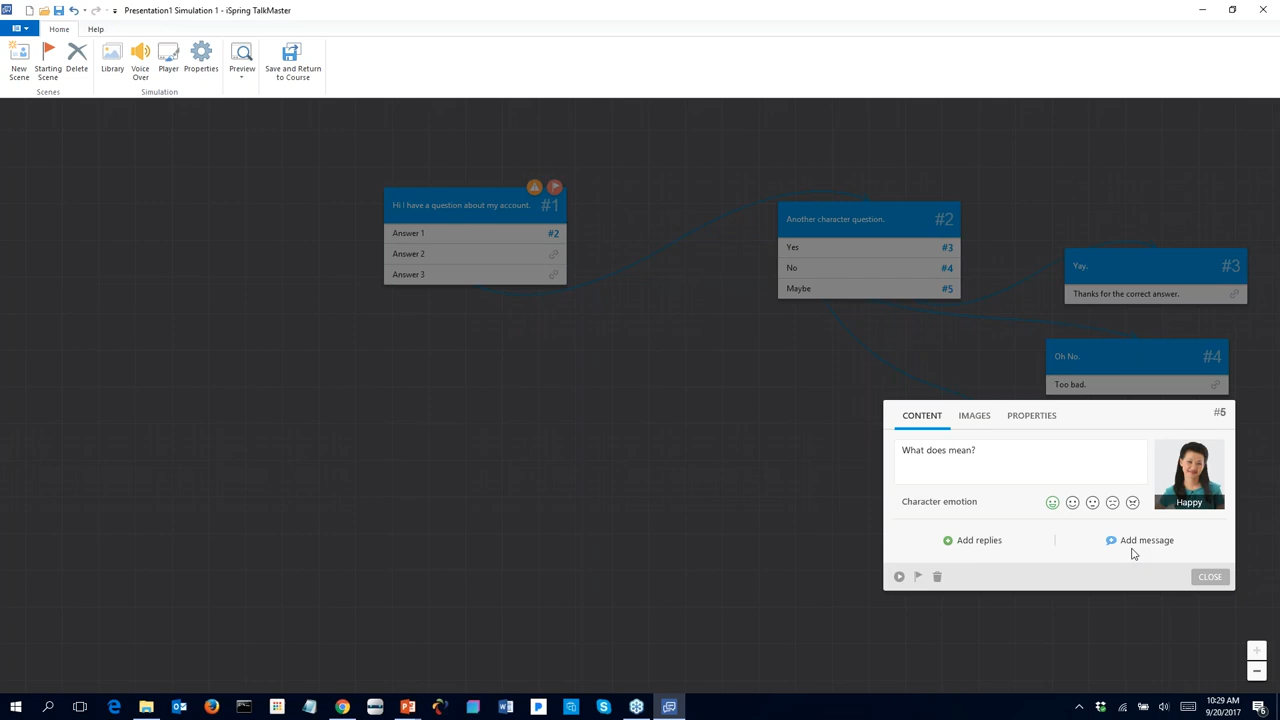 Presentation1 Simulation 1 - iSpring TalkMaster
Home
Help
New
Scene
Starting
Scene
Delete
Library
Voice
Over
Player
Properties
Preview
Save and Return
to Course
Scenes
Simulation
Hi I have a question about my account.
#1
Answer 1
#2
Answer 2
Answer 3
Another character question.
#2
Yes
#3
No
#4
Maybe
#5
Yay.
#3
Thanks for the correct answer.
Oh No.
#4
Too bad.
CONTENT
IMAGES
PROPERTIES
#5
What does mean?
Happy
Character emotion
Add replies
Add message
CLOSE
10:29 AM
9/20/2017